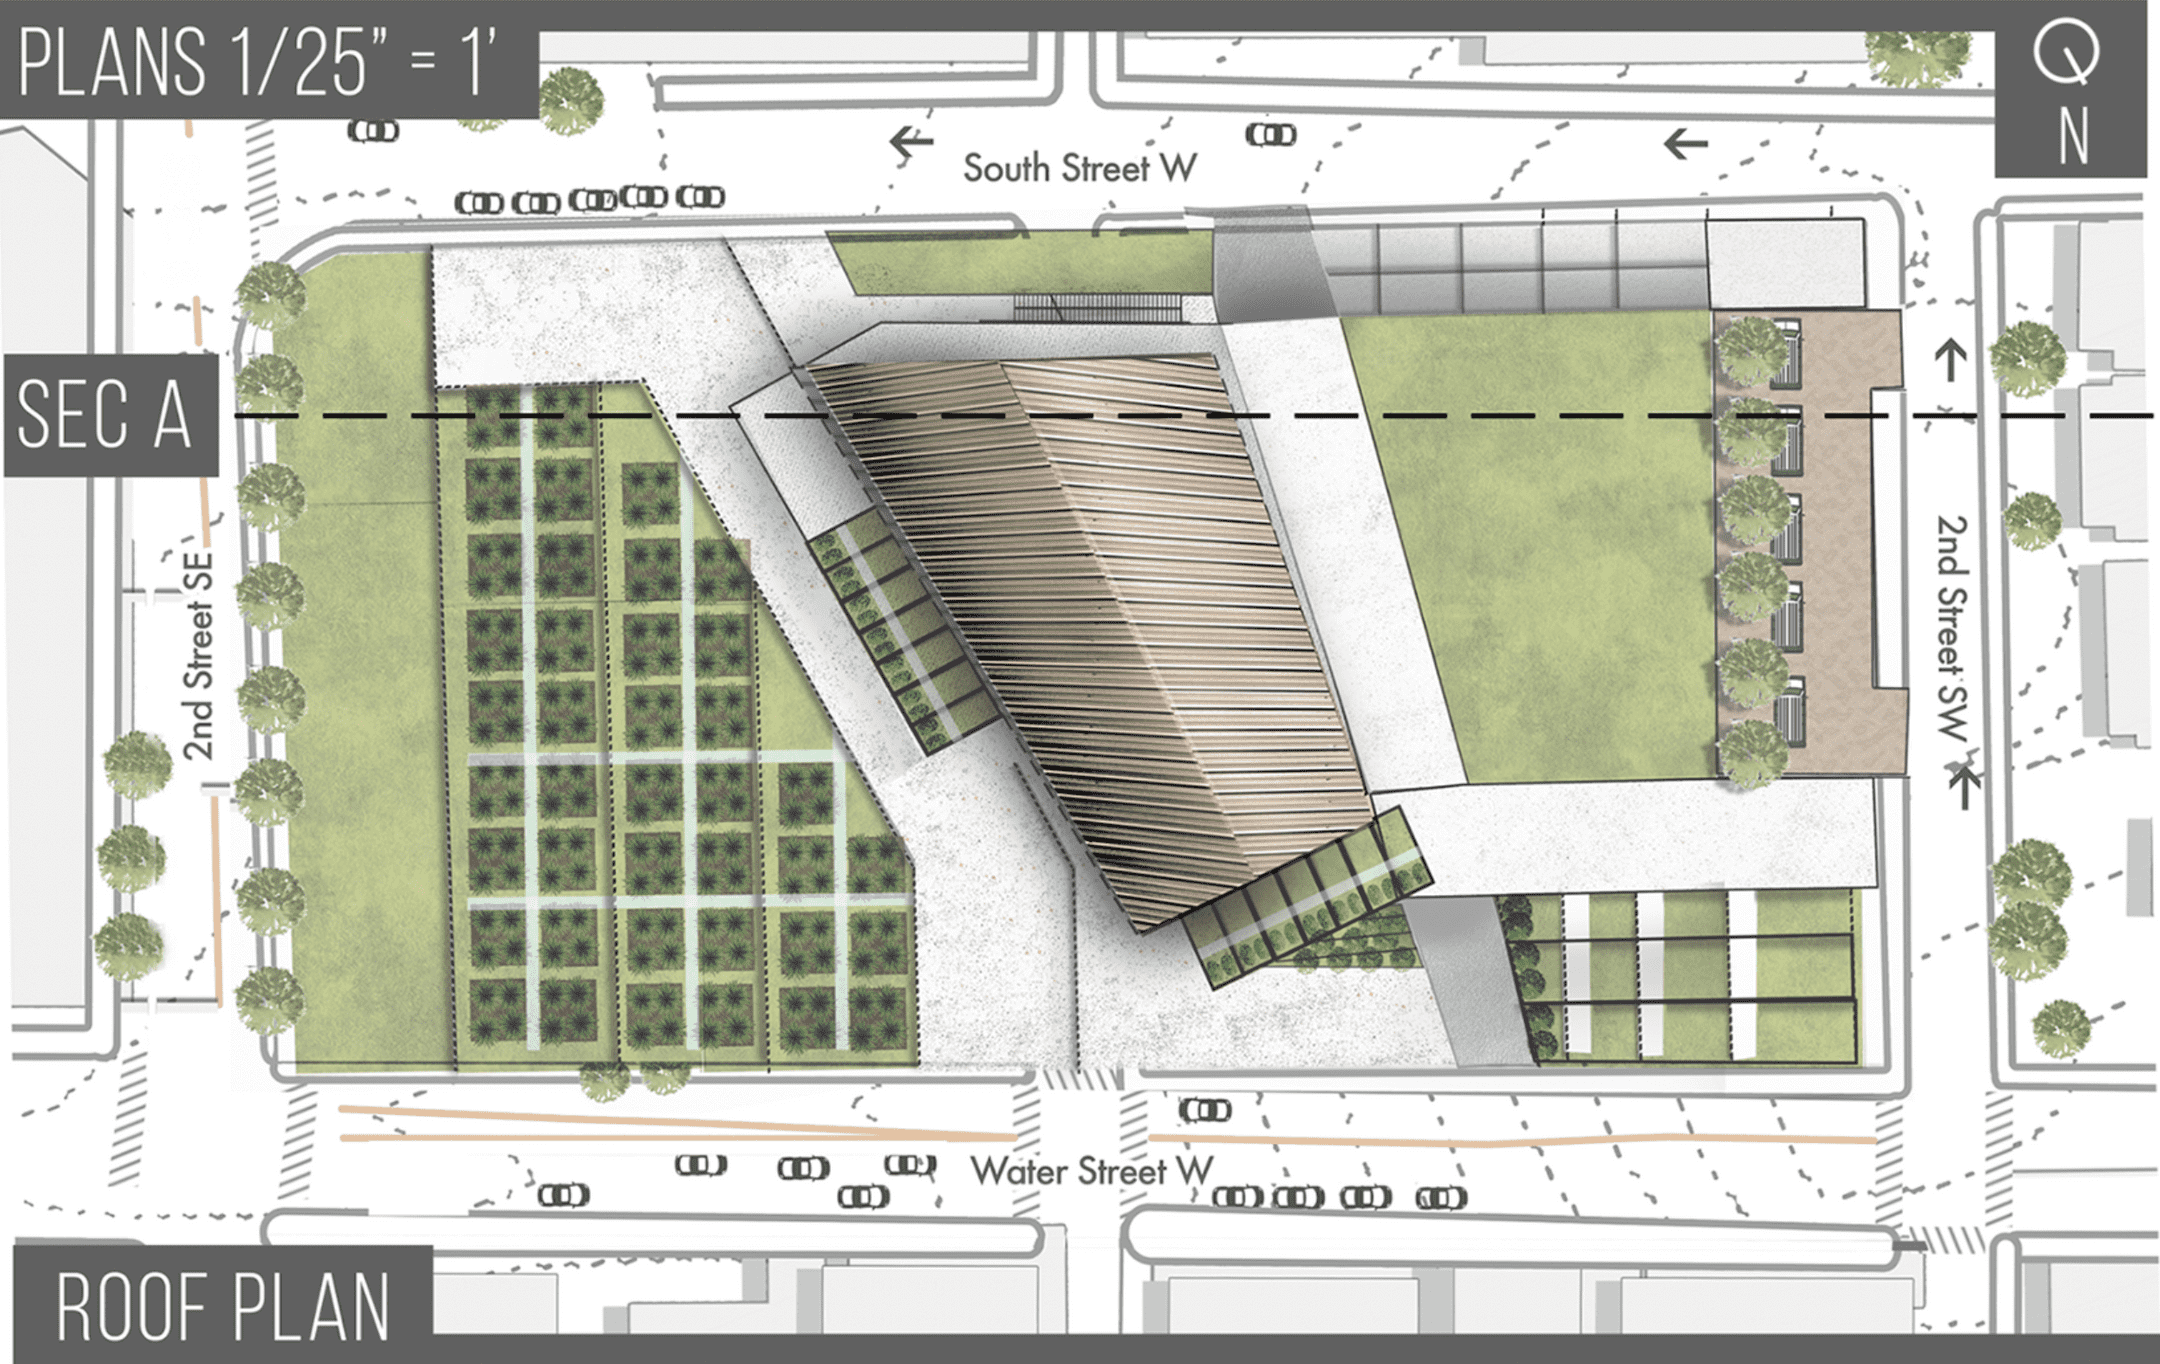 PLANS 1/25” = 1’
N
South Street W
SEC A
2nd Street SE
2nd Street SW
Water Street W
ROOF PLAN